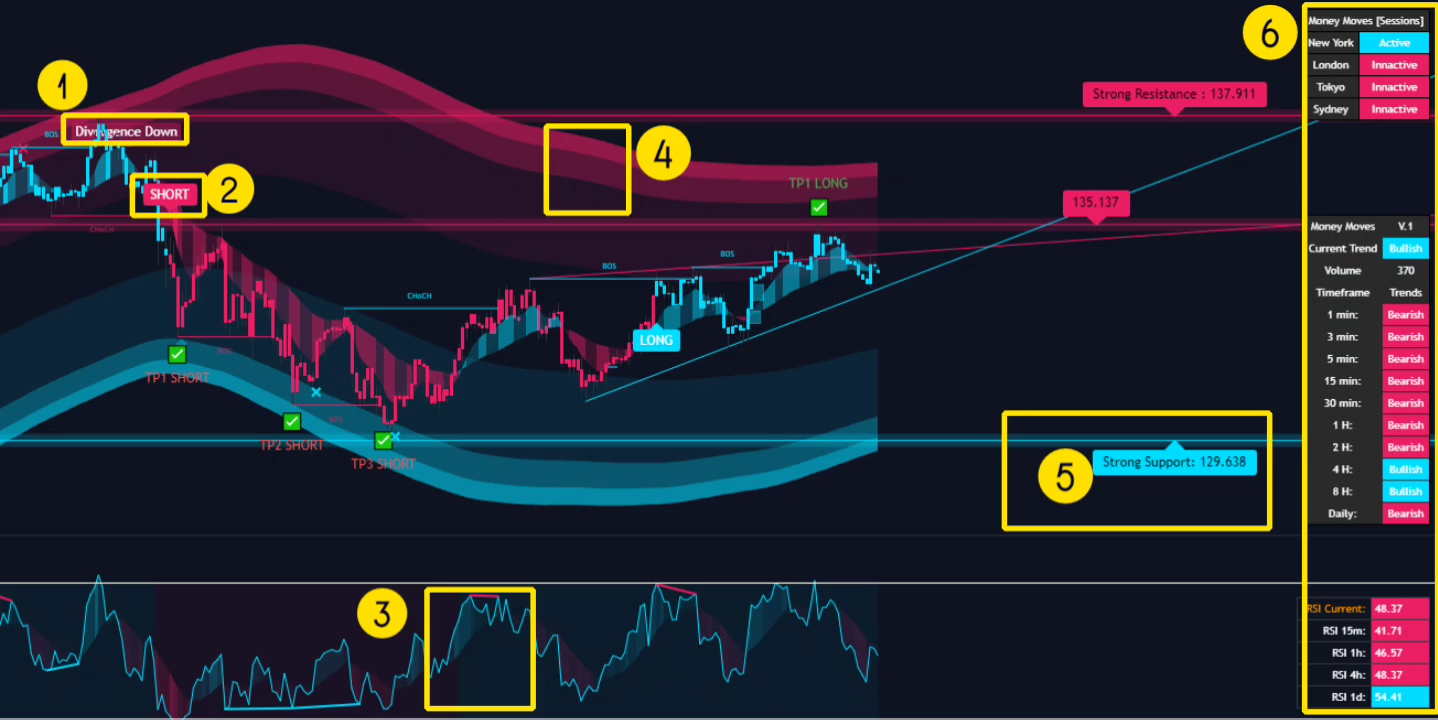 1
Divergence Down
BOS
SHORT
2
CHoCH
4
Strong Resistance : 137.911
135.137
TP1 LONG
BOS
BOS
CHoCH
LONG
TP1 SHORT
BOS
TP2 SHORT
BOS
TP3 SHORT
5
Strong Support: 129.638
3
6
Money Moves [Sessions]
New York Active
London Innactive
Tokyo Innactive
Sydney Innactive
Money Moves V.1
Current Trend Bullish
Volume 370
Timeframe Trends
1 min: Bearish
3 min: Bearish
5 min: Bearish
15 min: Bearish
30 min: Bearish
1 H: Bearish
2 H: Bearish
4 H: Bullish
8 H: Bullish
Daily: Bearish
RSI Current: 48.37
RSI 15m: 41.71
RSI 1h: 46.57
RSI 4h: 48.37
RSI 1d: 54.41